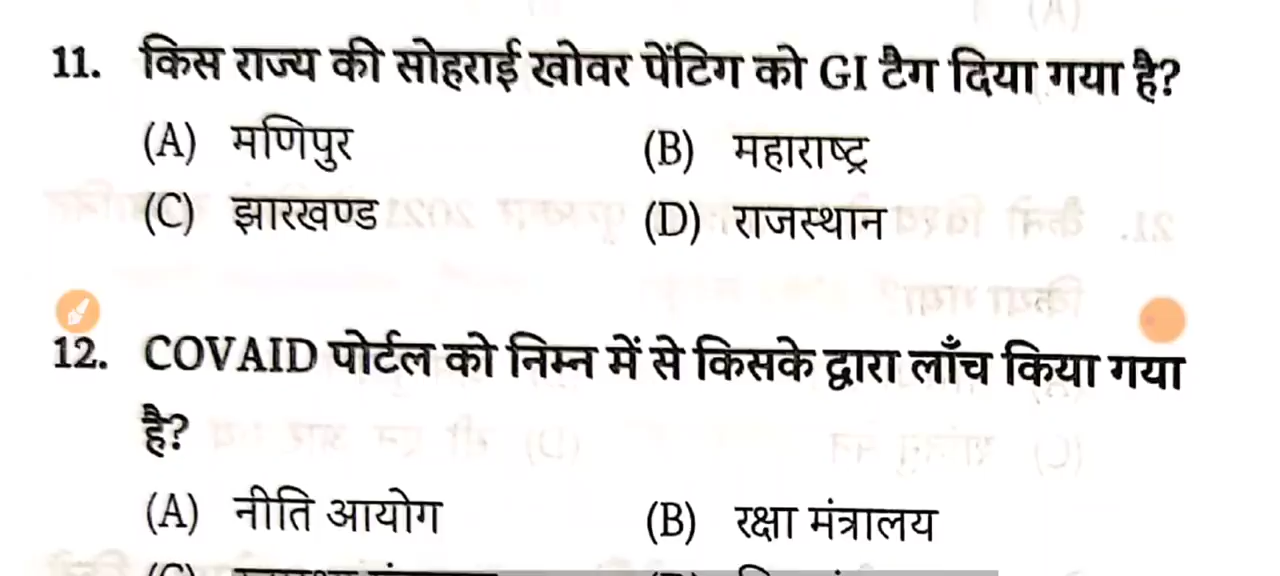 11. किस राज्य की सोहराई खोवर पेंटिग को GI टैग दिया गया है?
(A) मणिपुर (B) महाराष्ट्र
(C) झारखण्ड (D) राजस्थान
12. COVAID पोर्टल को निम्न में से किसके द्वारा लाँच किया गया
है?
(A) नीति आयोग (B) रक्षा मंत्रालय